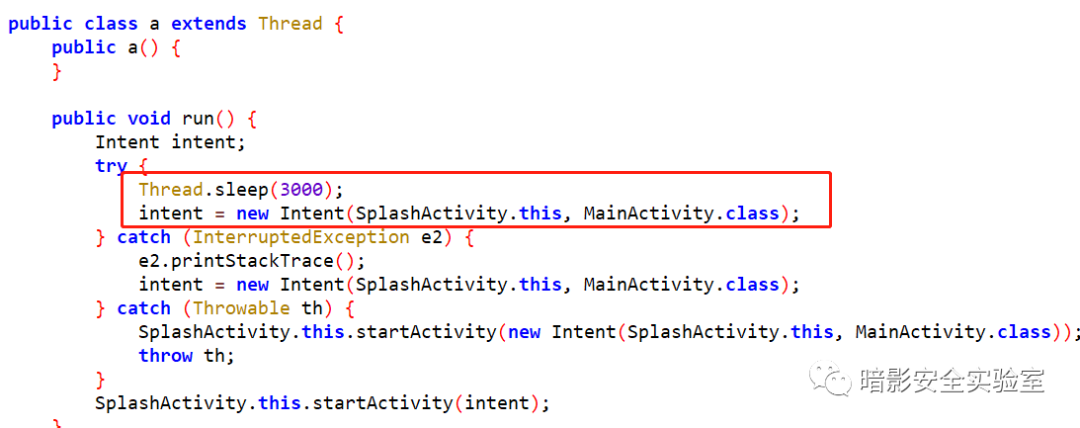 public class a extends Thread {
    public a() {
    }

    public void run() {
        Intent intent;
        try {
            Thread.sleep(3000);
            intent = new Intent(SplashActivity.this, MainActivity.class);
        } catch (InterruptedException e2) {
            e2.printStackTrace();
            intent = new Intent(SplashActivity.this, MainActivity.class);
        } catch (Throwable th) {
            SplashActivity.this.startActivity(new Intent(SplashActivity.this, MainActivity.class));
            throw th;
        }
        SplashActivity.this.startActivity(intent);
    }
暗影安全实验室